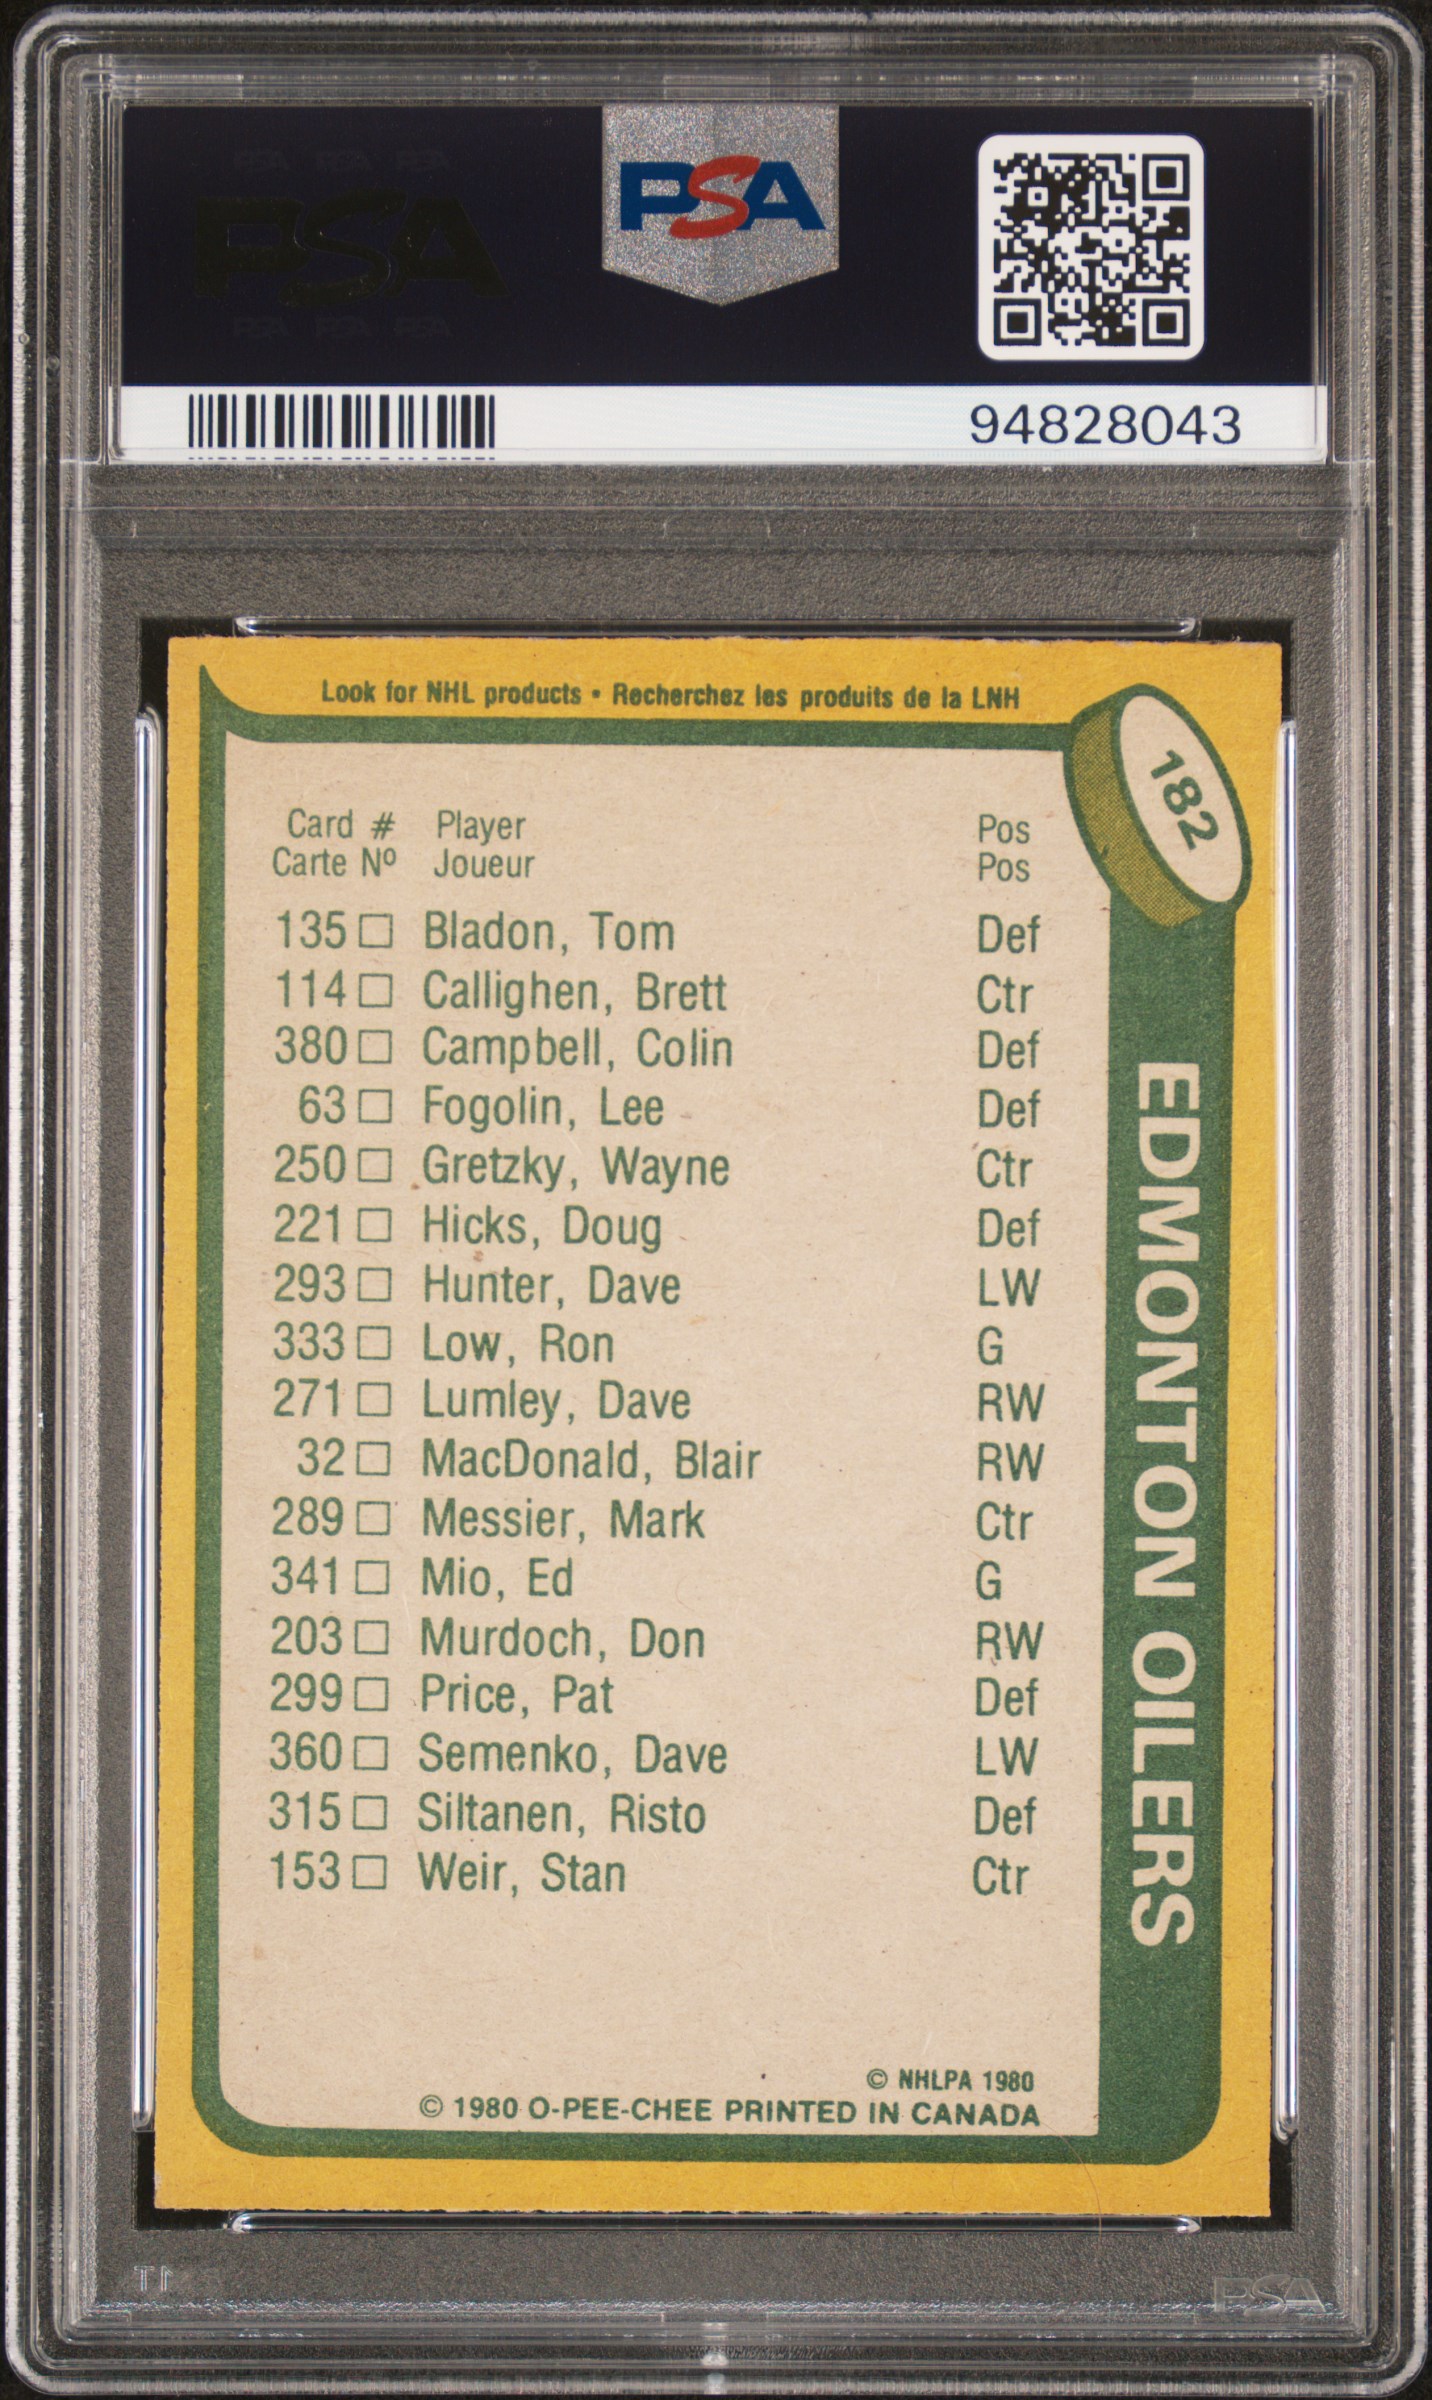 PSA
PSA
94828043
Look for NHL products • Recherchez les produits de la LNH
182
Card # Player Pos
Carte Nº Joueur Pos
135 □ Bladon, Tom Def
114 □ Callighen, Brett Ctr
380 □ Campbell, Colin Def
63 □ Fogolin, Lee Def
250 □ Gretzky, Wayne Ctr
221 □ Hicks, Doug Def
293 □ Hunter, Dave LW
333 □ Low, Ron G
271 □ Lumley, Dave RW
32 □ MacDonald, Blair RW
289 □ Messier, Mark Ctr
341 □ Mio, Ed G
203 □ Murdoch, Don RW
299 □ Price, Pat Def
360 □ Semenko, Dave LW
315 □ Siltanen, Risto Def
153 □ Weir, Stan Ctr
EDMONTON OILERS
© NHLPA 1980
© 1980 O-PEE-CHEE PRINTED IN CANADA
PSA